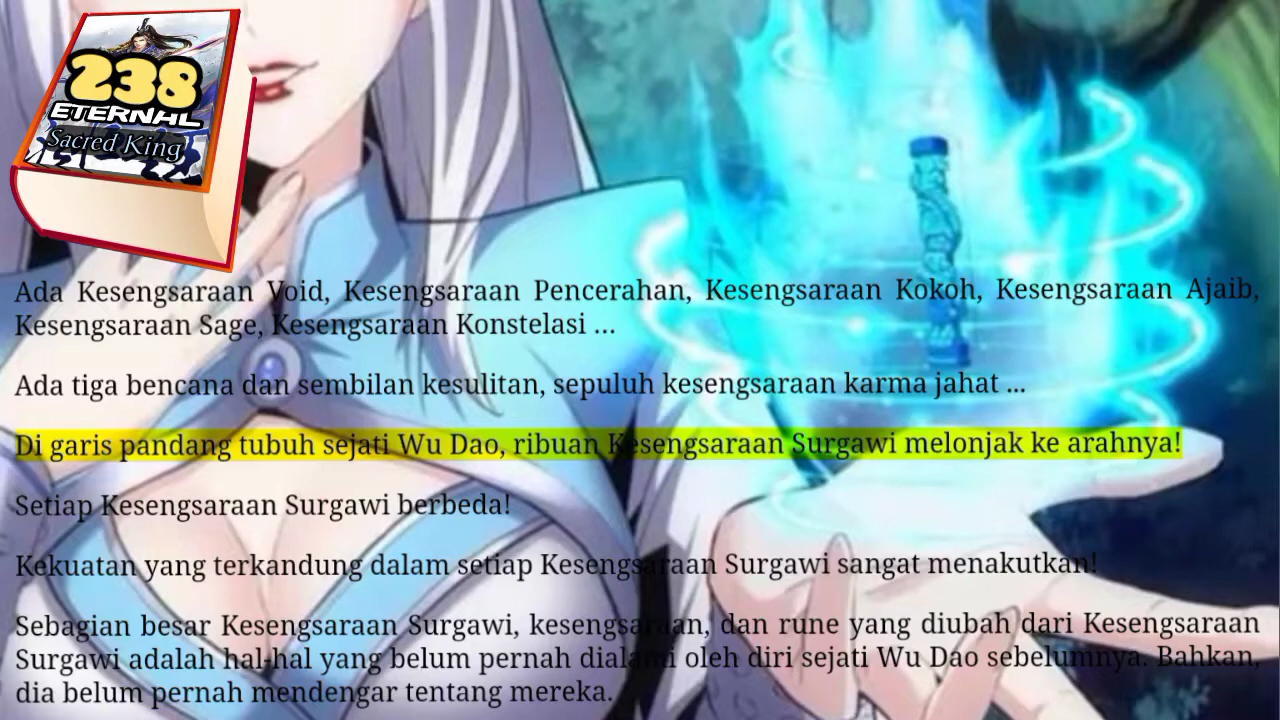 238
ETERNAL
Sacred King
Ada Kesengsaraan Void, Kesengsaraan Pencerahan, Kesengsaraan Kokoh, Kesengsaraan Ajaib,
Kesengsaraan Sage, Kesengsaraan Konstelasi ...
Ada tiga bencana dan sembilan kesulitan, sepuluh kesengsaraan karma jahat ...
Di garis pandang tubuh sejati Wu Dao, ribuan Kesengsaraan Surgawi melonjak ke arahnya!
Setiap Kesengsaraan Surgawi berbeda!
Kekuatan yang terkandung dalam setiap Kesengsaraan Surgawi sangat menakutkan!
Sebagian besar Kesengsaraan Surgawi, kesengsaraan, dan rune yang diubah dari Kesengsaraan
Surgawi adalah hal-hal yang belum pernah dialami oleh diri sejati Wu Dao sebelumnya. Bahkan,
dia belum pernah mendengar tentang mereka.